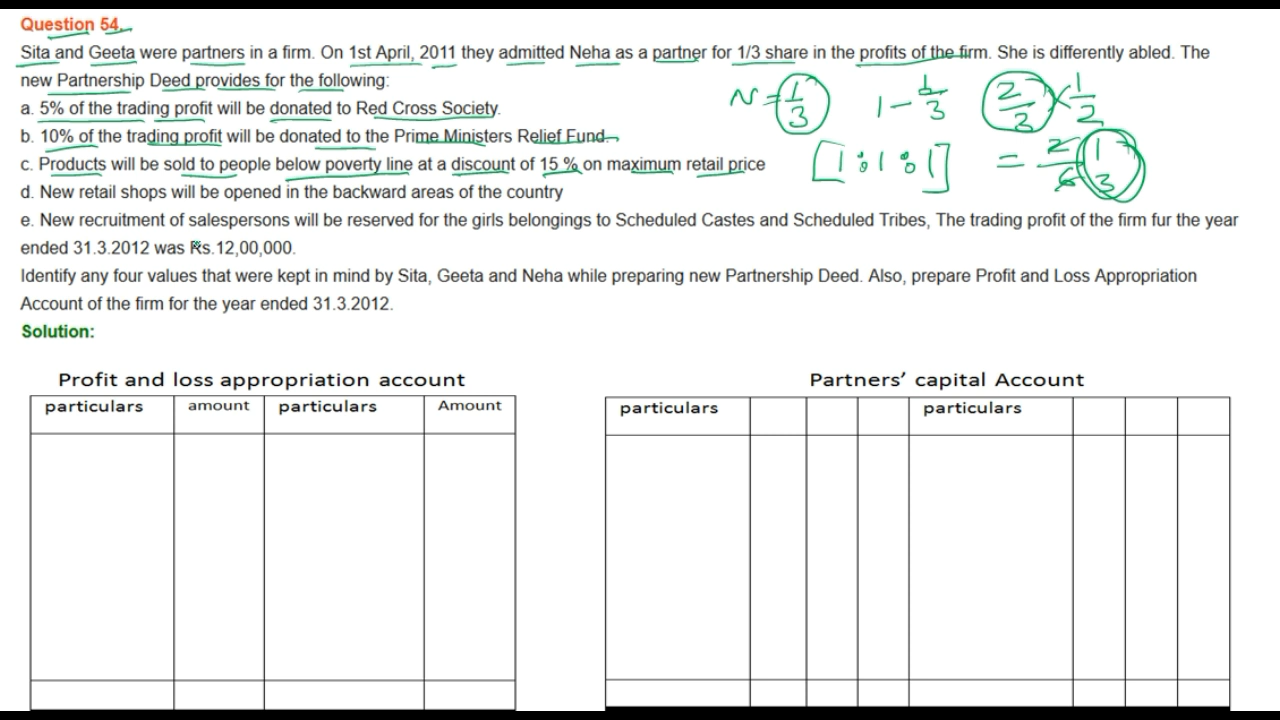 Question 54.
Sita and Geeta were partners in a firm. On 1st April, 2011 they admitted Neha as a partner for 1/3 share in the profits of the firm. She is differently abled. The
new Partnership Deed provides for the following:
a. 5% of the trading profit will be donated to Red Cross Society.
b. 10% of the trading profit will be donated to the Prime Ministers Relief Fund.
c. Products will be sold to people below poverty line at a discount of 15 % on maximum retail price
d. New retail shops will be opened in the backward areas of the country
e. New recruitment of salespersons will be reserved for the girls belongings to Scheduled Castes and Scheduled Tribes, The trading profit of the firm fur the year
ended 31.3.2012 was Rs.12,00,000.
Identify any four values that were kept in mind by Sita, Geeta and Neha while preparing new Partnership Deed. Also, prepare Profit and Loss Appropriation
Account of the firm for the year ended 31.3.2012.
Solution:
N = 1/3 1 - 1/3 2/3 × 1/2
[1:1:1] = 2/6 1/3
Profit and loss appropriation account
particulars amount particulars Amount
Partners' capital Account
particulars particulars